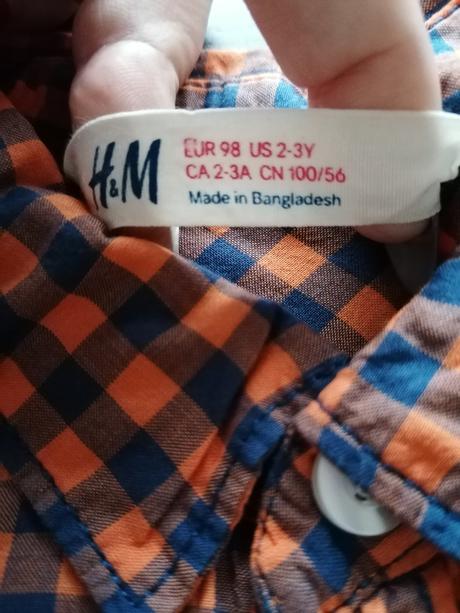 H&M
EUR 98 US 2-3Y
CA 2-3A CN 100/56
Made in Bangladesh